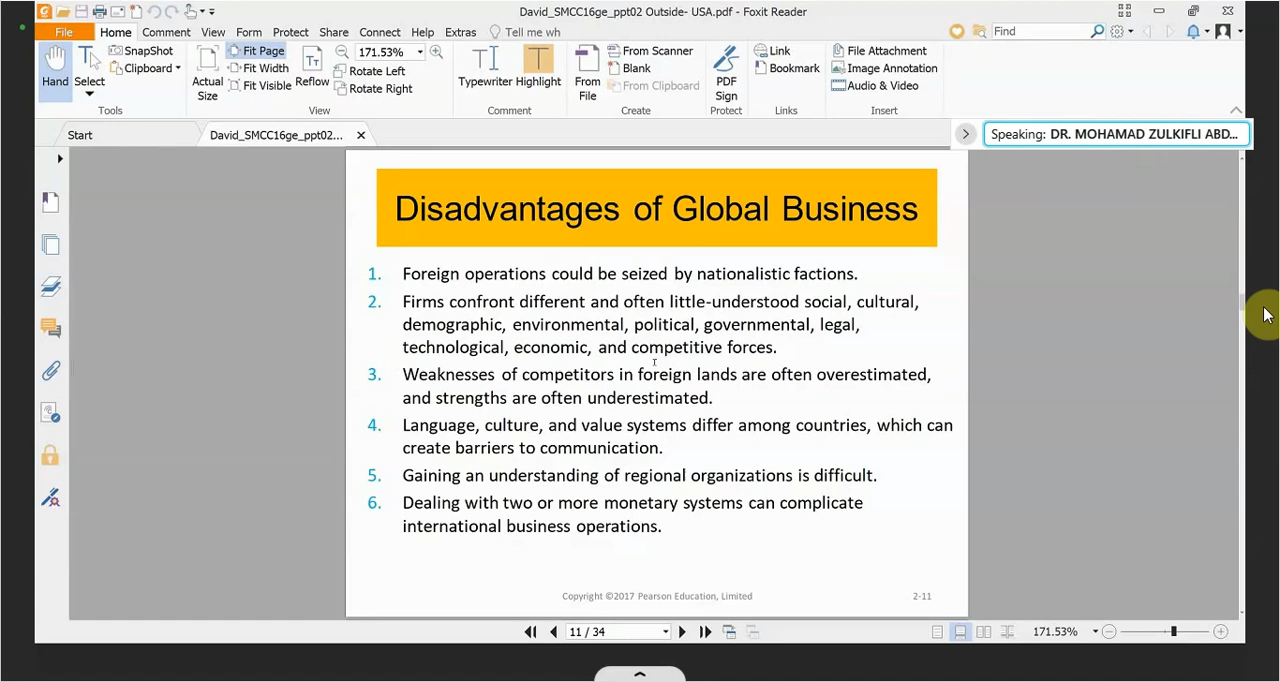 David_SMCC16ge_ppt02 Outside- USA.pdf - Foxit Reader
File Home Comment View Form Protect Share Connect Help Extras Tell me wh Find
Hand
Select
SnapShot
Clipboard
Tools
Actual Size
Fit Page
Fit Width
Fit Visible
Reflow
171.53%
Rotate Left
Rotate Right
View
Typewriter
Highlight
Comment
From File
From Scanner
Blank
From Clipboard
Create
PDF Sign
Protect
Link
Bookmark
Links
File Attachment
Image Annotation
Audio & Video
Insert
Start
David_SMCC16ge_ppt02...
Speaking: DR. MOHAMAD ZULKIFLI ABD...
Disadvantages of Global Business
1. Foreign operations could be seized by nationalistic factions.
2. Firms confront different and often little-understood social, cultural,
demographic, environmental, political, governmental, legal,
technological, economic, and competitive forces.
3. Weaknesses of competitors in foreign lands are often overestimated,
and strengths are often underestimated.
4. Language, culture, and value systems differ among countries, which can
create barriers to communication.
5. Gaining an understanding of regional organizations is difficult.
6. Dealing with two or more monetary systems can complicate
international business operations.
Copyright ©2017 Pearson Education, Limited
2-11
11 / 34
171.53%